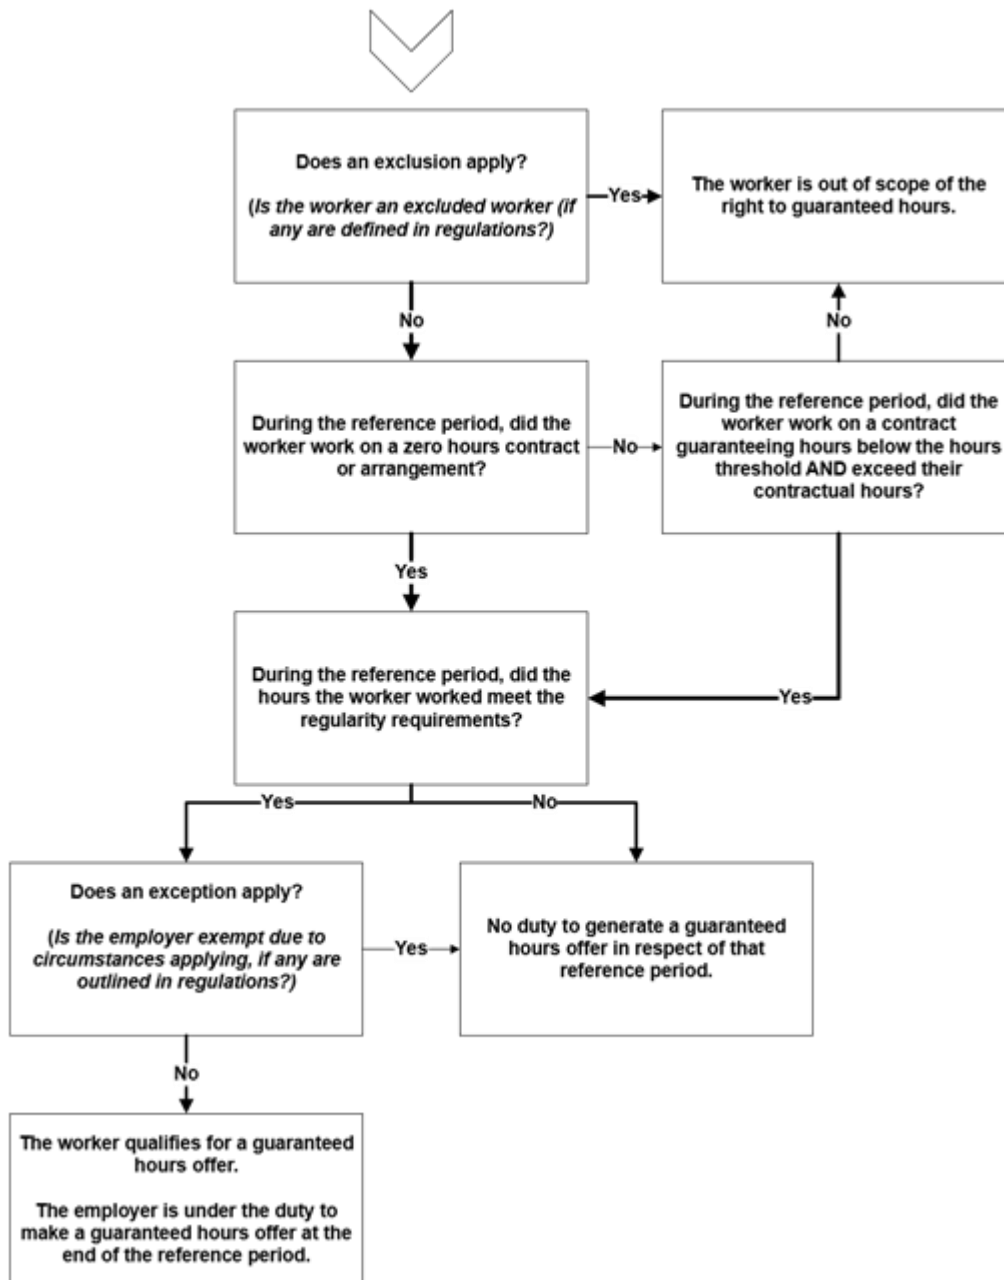 Does an exclusion apply?
(Is the worker an excluded worker (if
any are defined in regulations?)
Yes
The worker is out of scope of the
right to guaranteed hours.
No
No
During the reference period, did the
worker work on a zero hours contract
or arrangement?
No
During the reference period, did the
worker work on a contract
guaranteeing hours below the hours
threshold AND exceed their
contractual hours?
Yes
During the reference period, did the
hours the worker worked meet the
regularity requirements?
Yes
Yes
No
Does an exception apply?
(Is the employer exempt due to
circumstances applying, if any are
outlined in regulations?)
Yes
No duty to generate a guaranteed
hours offer in respect of that
reference period.
No
The worker qualifies for a guaranteed
hours offer.
The employer is under the duty to
make a guaranteed hours offer at the
end of the reference period.